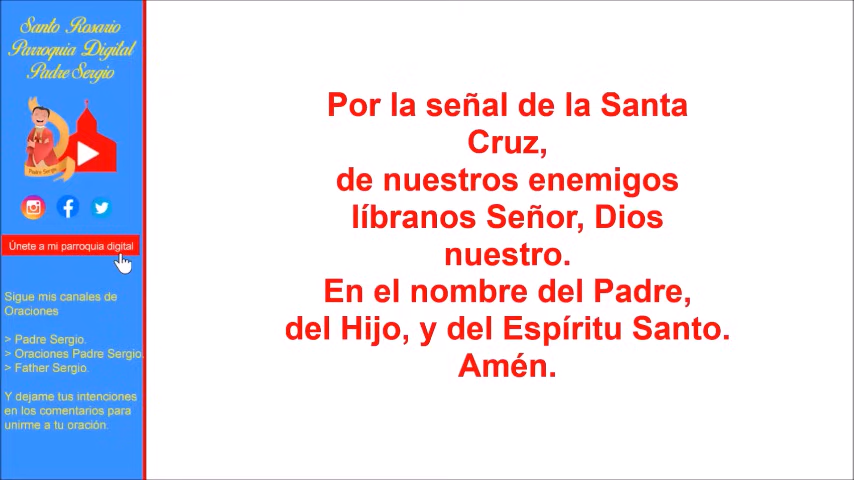 Santo Rosario
Parroquia Digital
Padre Sergio
Padre Sergio
Únete a mi parroquia digital
Sigue mis canales de
Oraciones
> Padre Sergio.
> Oraciones Padre Sergio.
> Father Sergio.
Y dejame tus intenciones
en los comentarios para
unirme a tu oración.
Por la señal de la Santa
Cruz,
de nuestros enemigos
líbranos Señor, Dios
nuestro.
En el nombre del Padre,
del Hijo, y del Espíritu Santo.
Amén.